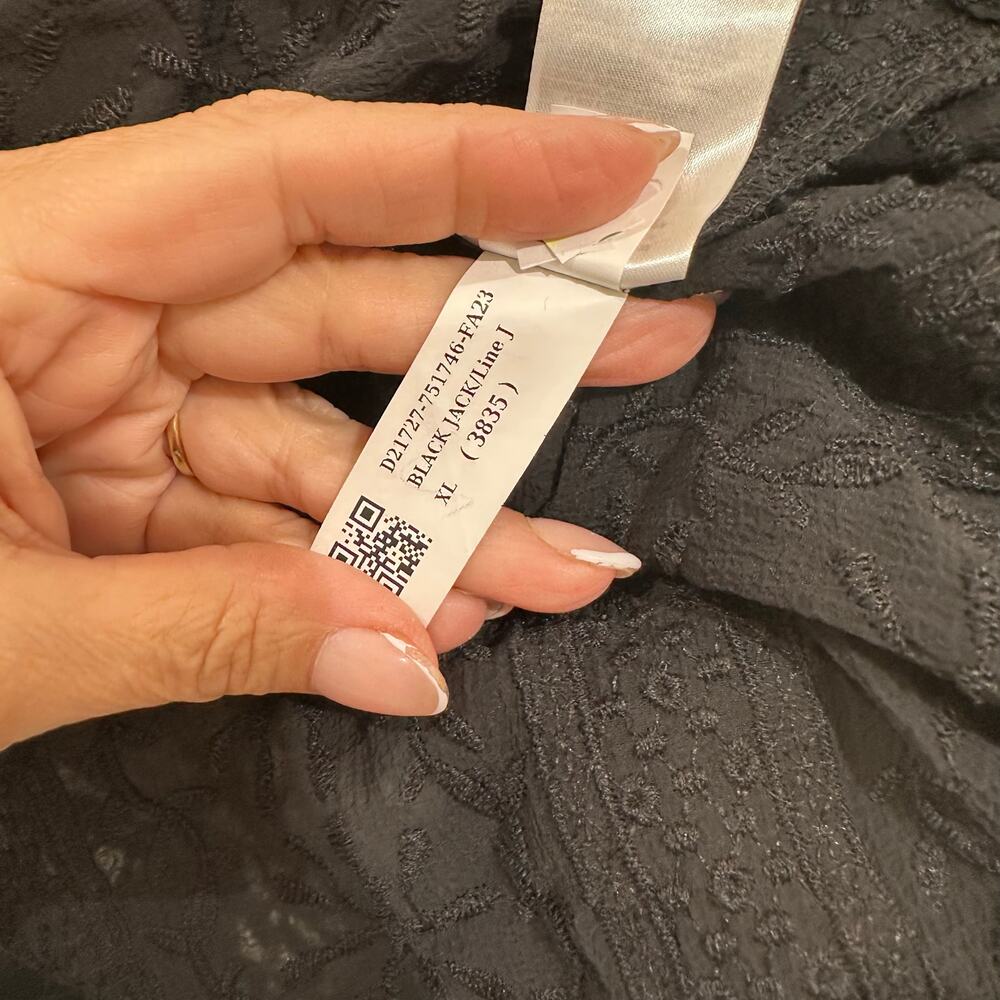 D21727-751746-FA23
BLACK JACK/Line J
XL ( 3835 )